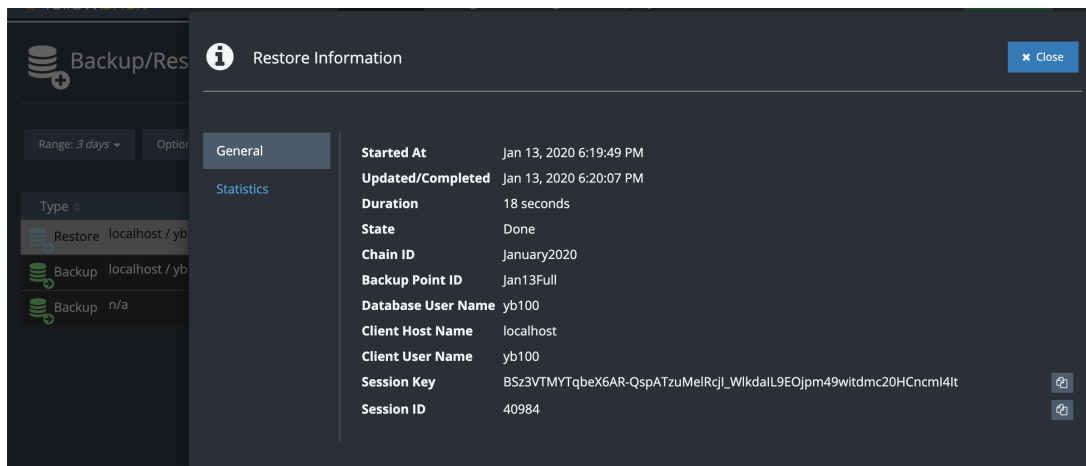 Backup/Res
Restore Information
Close
Range: 3 days
Option
General
Statistics
Type
Restore localhost / yb
Backup localhost / yb
Backup n/a
Started At Jan 13, 2020 6:19:49 PM
Updated/Completed Jan 13, 2020 6:20:07 PM
Duration 18 seconds
State Done
Chain ID January2020
Backup Point ID Jan13Full
Database User Name yb100
Client Host Name localhost
Client User Name yb100
Session Key BSz3VTMYTqbeX6AR-QspATzuMelRcjI_WlkdaIL9EOjpm49witdmc20HCncmI4It
Session ID 40984